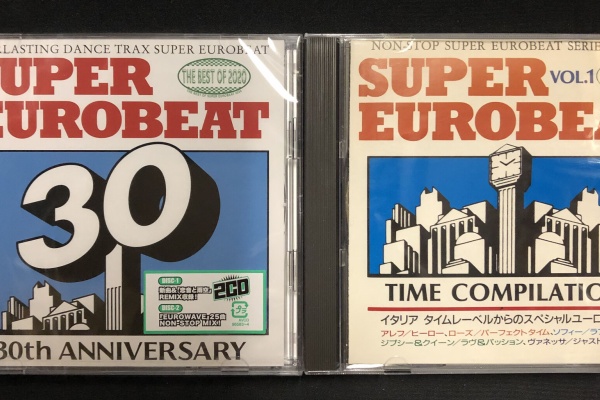 LASTING DANCE TRAX SUPER EUROBEAT
SUPER
EUROBEAT
THE BEST OF 2020
30
DISC-1
REMIX収録!
DISC-2
「EUROWAVE」25曲
NON-STOP MIX!
2CD
30th ANNIVERSARY
NON-STOP SUPER EUROBEAT SERIE
SUPER
VOL.1
EUROBEA
TIME COMPILATiO
イタリア タイムレーベルからのスペシャルユーロ
アレフ/ヒーロー、ローズ/パーフェクトタイム、ソフィー/ラ
ジプシー&クイーン/ラヴ&パッション、ヴァネッサ/ジャスト